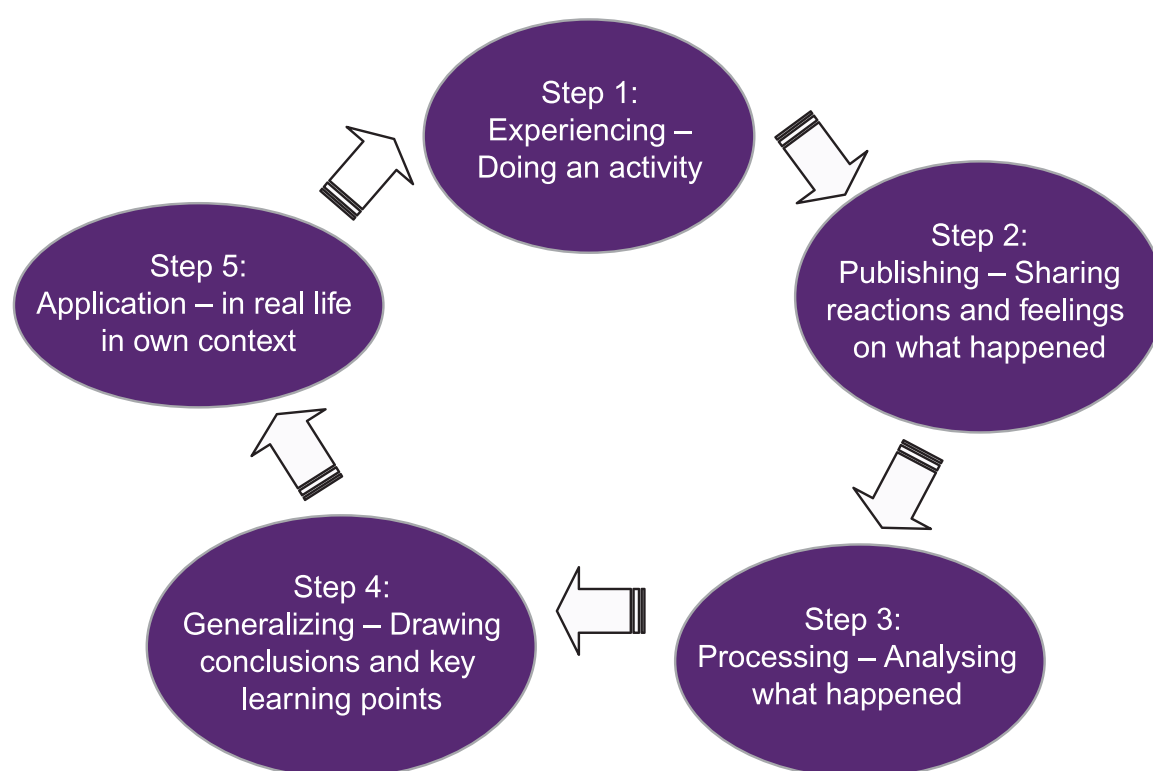 Step 1:
Experiencing –
Doing an activity
Step 2:
Publishing – Sharing
reactions and feelings
on what happened
Step 3:
Processing – Analysing
what happened
Step 4:
Generalizing – Drawing
conclusions and key
learning points
Step 5:
Application – in real life
in own context